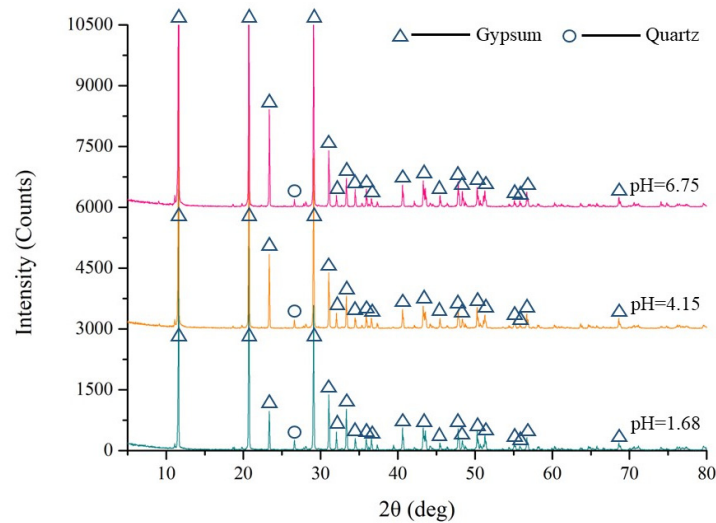 10500
9000
7500
6000
4500
3000
1500
0
Intensity (Counts)
Gypsum
Quartz
pH=6.75
pH=4.15
pH=1.68
10 20 30 40 50 60 70 80
2θ (deg)